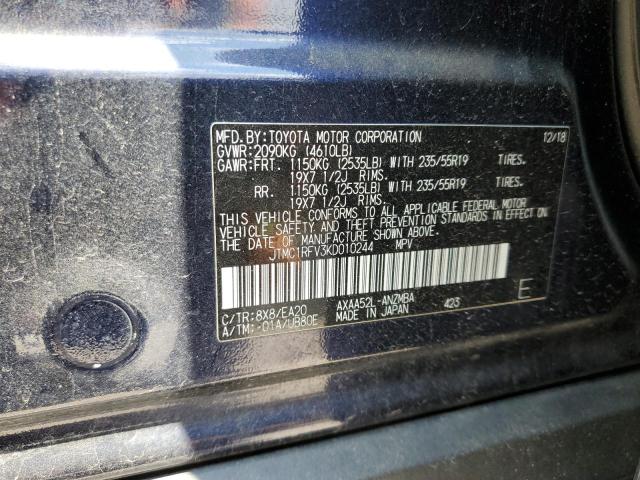 MFD.BY:TOYOTA MOTOR CORPORATION 12/18
GVWR:2090KG (4610LB)
GAWR:FRT. 1150KG (2535LB) WITH 235/55R19 TIRES,
19X7 1/2J RIMS.
RR. 1150KG (2535LB) WITH 235/55R19 TIRES,
19X7 1/2J RIMS.
THIS VEHICLE CONFORMS TO ALL APPLICABLE FEDERAL MOTOR
VEHICLE SAFETY AND THEFT PREVENTION STANDARDS IN EFFECT ON
THE DATE OF MANUFACTURE SHOWN ABOVE.
JTMC1RFV3KD010244 MPV
C/TR:8X8/EA20 AXAA52L-ANZMBA 423 E
A/TM:-01A/UB80E MADE IN JAPAN